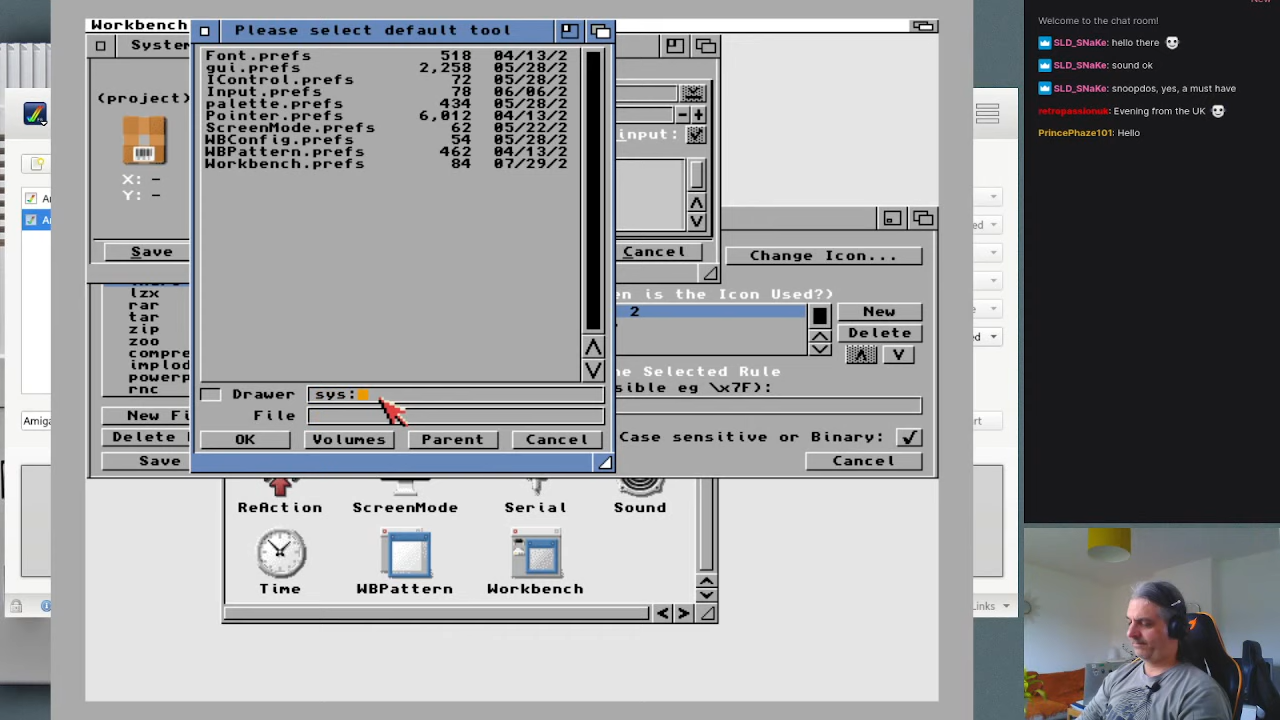 New
Workbench
Please select default tool
System
Font.prefs 518 04/13/2
gui.prefs 2,258 05/28/2
IControl.prefs 72 05/28/2
Input.prefs 78 06/06/2
palette.prefs 434 05/28/2
Pointer.prefs 6,012 04/13/2
ScreenMode.prefs 62 05/22/2
WBConfig.prefs 54 05/28/2
WBPattern.prefs 462 04/13/2
Workbench.prefs 84 07/29/2
(project)
X: -
Y: -
Save
lzx
rar
tar
zip
zoo
compre
implod
powerp
rnc
New Fi
Delete
Save
Drawer sys:
File
OK Volumes Parent Cancel
input:
Cancel
Change Icon...
en is the Icon Used?)
2
New
Delete
V
he Selected Rule
sible eg \x7F):
Case sensitive or Binary:
Cancel
ReAction ScreenMode Serial Sound
Time WBPattern Workbench
Amiga
Links
Welcome to the chat room!
SLD_SNaKe: hello there
SLD_SNaKe: sound ok
SLD_SNaKe: snoopdos, yes, a must have
retropassionuk: Evening from the UK
PrincePhaze101: Hello